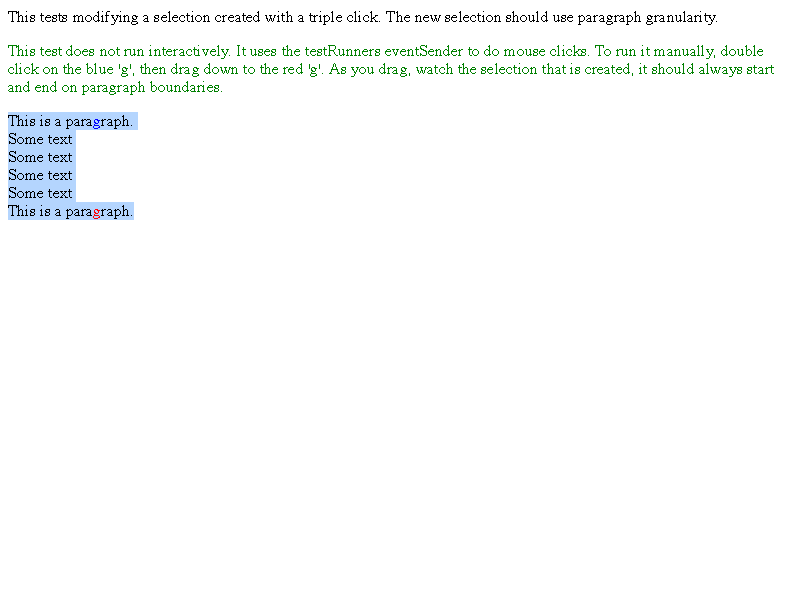 This tests modifying a selection created with a triple click. The new selection should use paragraph granularity.
This test does not run interactively. It uses the testRunners eventSender to do mouse clicks. To run it manually, double
click on the blue 'g', then drag down to the red 'g'. As you drag, watch the selection that is created, it should always start
and end on paragraph boundaries.
This is a paragraph.
Some text
Some text
Some text
Some text
This is a paragraph.